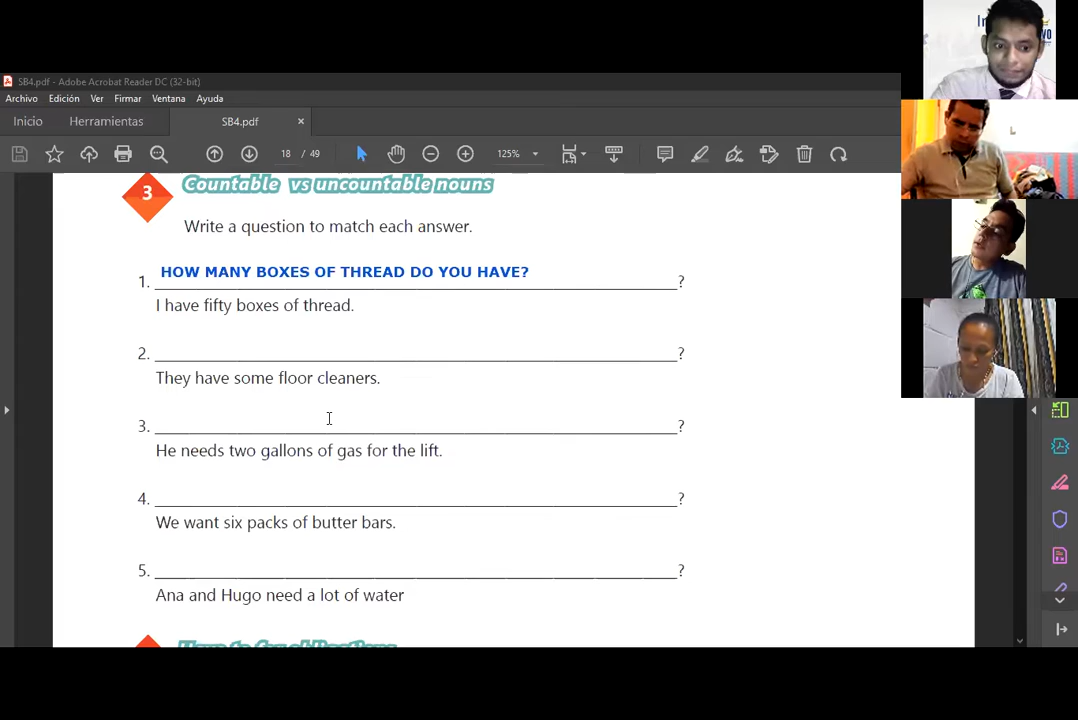 SB4.pdf - Adobe Acrobat Reader DC (32-bit)
Archivo Edición Ver Firmar Ventana Ayuda
Inicio Herramientas SB4.pdf ×
18 / 49 125%
3 Countable vs uncountable nouns
Write a question to match each answer.
HOW MANY BOXES OF THREAD DO YOU HAVE?
1. ?
I have fifty boxes of thread.
2. ?
They have some floor cleaners.
3. ?
He needs two gallons of gas for the lift.
4. ?
We want six packs of butter bars.
5. ?
Ana and Hugo need a lot of water